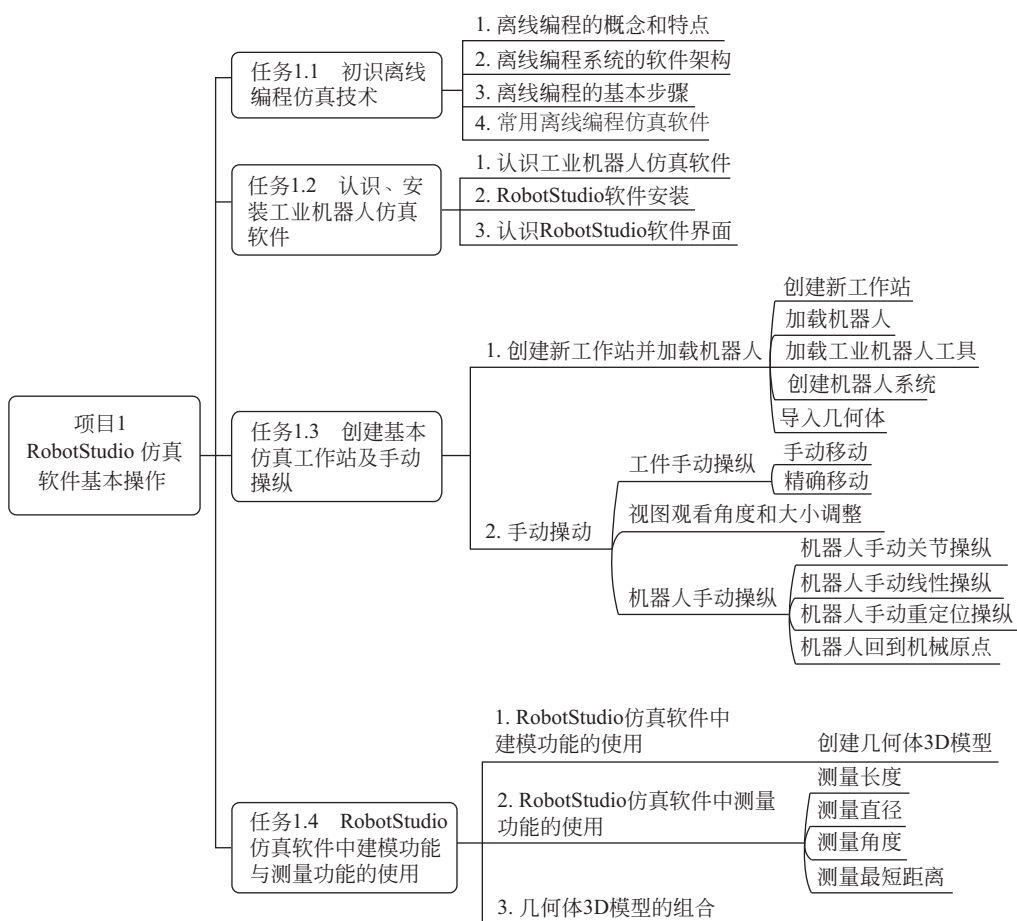 项目1
RobotStudio 仿真
软件基本操作
任务1.1 初识离线
编程仿真技术
1. 离线编程的概念和特点
2. 离线编程系统的软件架构
3. 离线编程的基本步骤
4. 常用离线编程仿真软件
任务1.2 认识、安
装工业机器人仿真
软件
1. 认识工业机器人仿真软件
2. RobotStudio软件安装
3. 认识RobotStudio软件界面
任务1.3 创建基本
仿真工作站及手动
操纵
1. 创建新工作站并加载机器人
创建新工作站
加载机器人
加载工业机器人工具
创建机器人系统
导入几何体
2. 手动操动
工件手动操纵
手动移动
精确移动
视图观看角度和大小调整
机器人手动操纵
机器人手动关节操纵
机器人手动线性操纵
机器人手动重定位操纵
机器人回到机械原点
任务1.4 RobotStudio
仿真软件中建模功能
与测量功能的使用
1. RobotStudio仿真软件中
建模功能的使用
创建几何体3D模型
2. RobotStudio仿真软件中测量
功能的使用
测量长度
测量直径
测量角度
测量最短距离
3. 几何体3D模型的组合